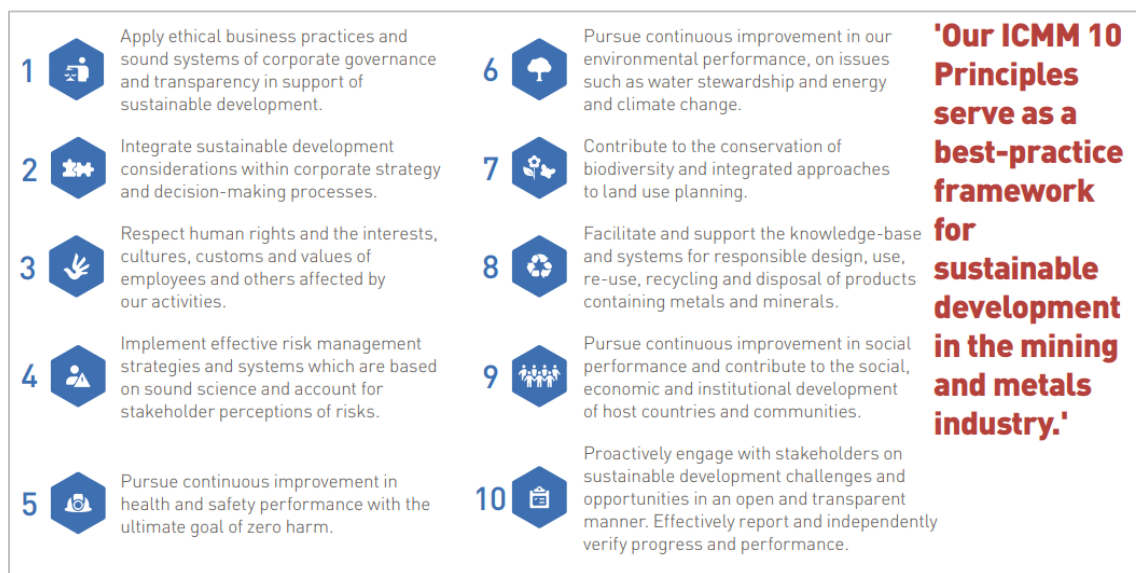 1
Apply ethical business practices and
sound systems of corporate governance
and transparency in support of
sustainable development.
2
Integrate sustainable development
considerations within corporate strategy
and decision-making processes.
3
Respect human rights and the interests,
cultures, customs and values of
employees and others affected by
our activities.
4
Implement effective risk management
strategies and systems which are based
on sound science and account for
stakeholder perceptions of risks.
5
Pursue continuous improvement in
health and safety performance with the
ultimate goal of zero harm.
6
Pursue continuous improvement in our
environmental performance, on issues
such as water stewardship and energy
and climate change.
7
Contribute to the conservation of
biodiversity and integrated approaches
to land use planning.
8
Facilitate and support the knowledge-base
and systems for responsible design, use,
re-use, recycling and disposal of products
containing metals and minerals.
9
Pursue continuous improvement in social
performance and contribute to the social,
economic and institutional development
of host countries and communities.
10
Proactively engage with stakeholders on
sustainable development challenges and
opportunities in an open and transparent
manner. Effectively report and independently
verify progress and performance.
'Our ICMM 10
Principles
serve as a
best-practice
framework
for
sustainable
development
in the mining
and metals
industry.'